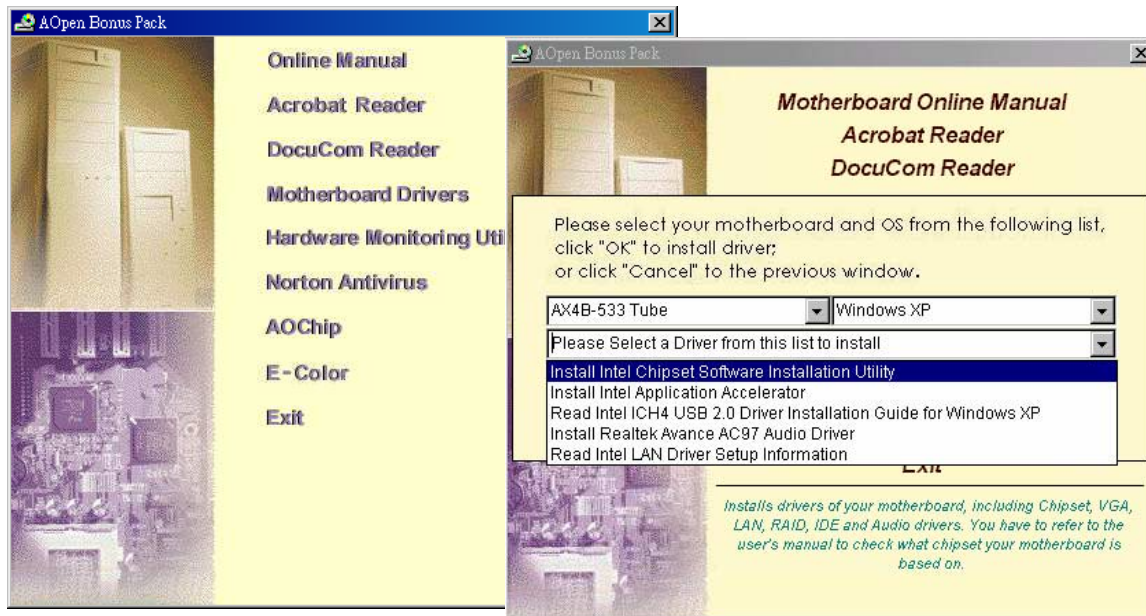 AOpen Bonus Pack
Online Manual
Acrobat Reader
DocuCom Reader
Motherboard Drivers
Hardware Monitoring Uti
Norton Antivirus
AOChip
E-Color
Exit
AOpen Bonus Pack
Motherboard Online Manual
Acrobat Reader
DocuCom Reader
Please select your motherboard and OS from the following list,
click "OK" to install driver;
or click "Cancel" to the previous window.
AX4B-533 Tube
Windows XP
Please Select a Driver from this list to install
Install Intel Chipset Software Installation Utility
Install Intel Application Accelerator
Read Intel ICH4 USB 2.0 Driver Installation Guide for Windows XP
Install Realtek Avance AC97 Audio Driver
Read Intel LAN Driver Setup Information
Exit
Installs drivers of your motherboard, including Chipset, VGA,
LAN, RAID, IDE and Audio drivers. You have to refer to the
user's manual to check what chipset your motherboard is
based on.